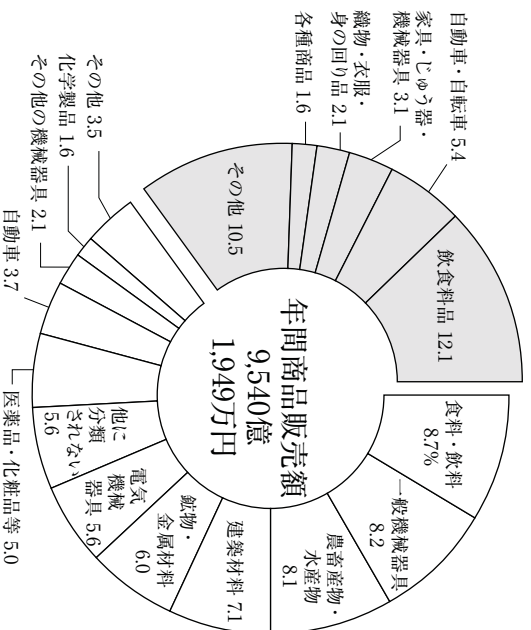 年間商品販売額
9,540億
1,949万円
食料・飲料
8.7%
一般機械器具
8.2
農畜産物・
水産物
8.1
建築材料 7.1
鉱物・
金属材料
6.0
電気
機械
器具 5.6
他に
分類
されない
5.6
医薬品・化粧品等 5.0
自動車 3.7
その他の機械器具 2.1
化学製品 1.6
その他 3.5
その他 10.5
各種商品 1.6
織物・衣服・
身の回り品 2.1
家具・じゅう器・
機械器具 3.1
自動車・自転車 5.4
飲食料品 12.1